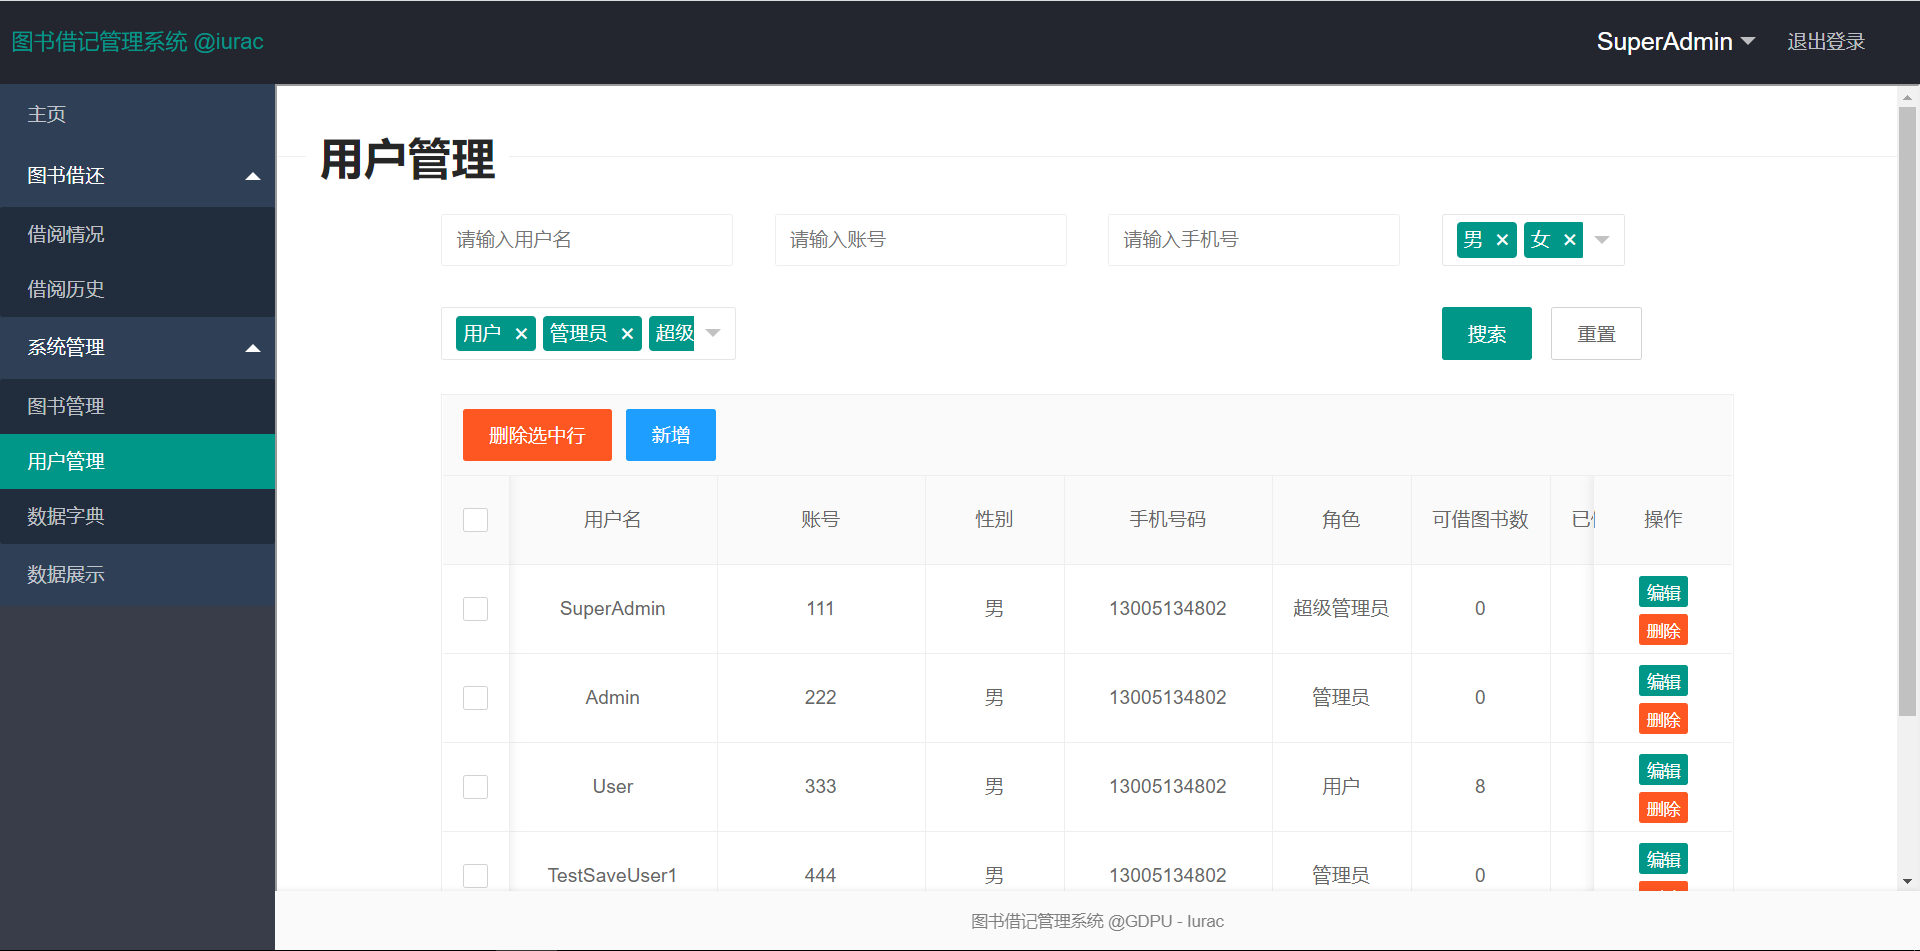 图书借记管理系统 @iurac
SuperAdmin 退出登录
主页
图书借还
借阅情况
借阅历史
系统管理
图书管理
用户管理
数据字典
数据展示
用户管理
请输入用户名 请输入账号 请输入手机号 男 × 女 ×
用户 × 管理员 × 超级 搜索 重置
删除选中行 新增
用户名 账号 性别 手机号码 角色 可借图书数 已 操作
SuperAdmin 111 男 13005134802 超级管理员 0 编辑
删除
Admin 222 男 13005134802 管理员 0 编辑
删除
User 333 男 13005134802 用户 8 编辑
删除
TestSaveUser1 444 男 13005134802 管理员 0 编辑
图书借记管理系统 @GDPU - Iurac